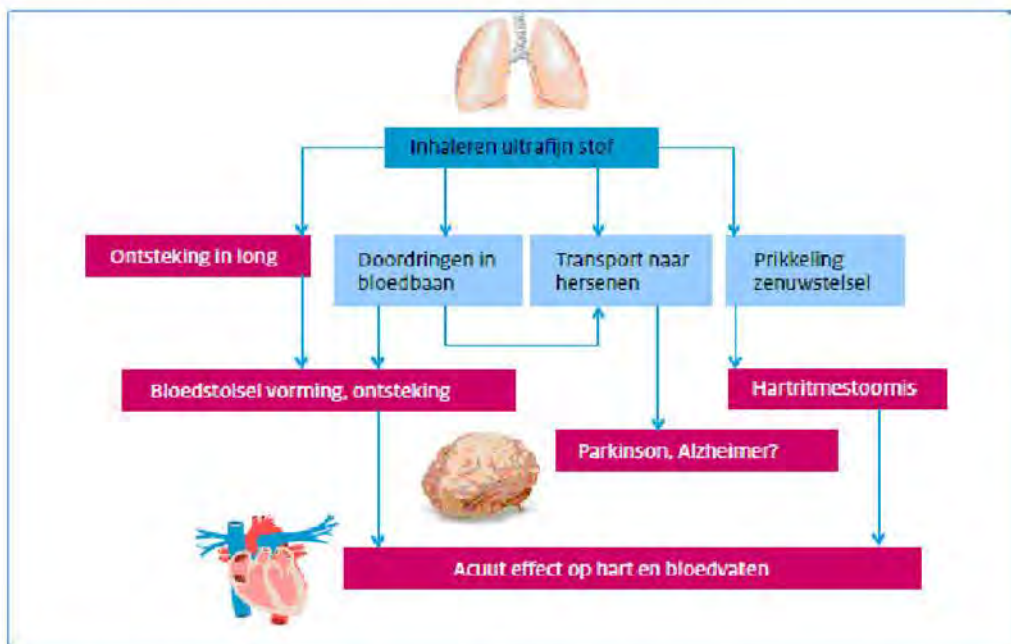 Inhaleren ultrafijn stof
Ontsteking in long
Doordringen in
bloedbaan
Transport naar
hersenen
Prikkeling
zenuwstelsel
Bloedstolsel vorming, ontsteking
Hartritmestoornis
Parkinson, Alzheimer?
Acuut effect op hart en bloedvaten